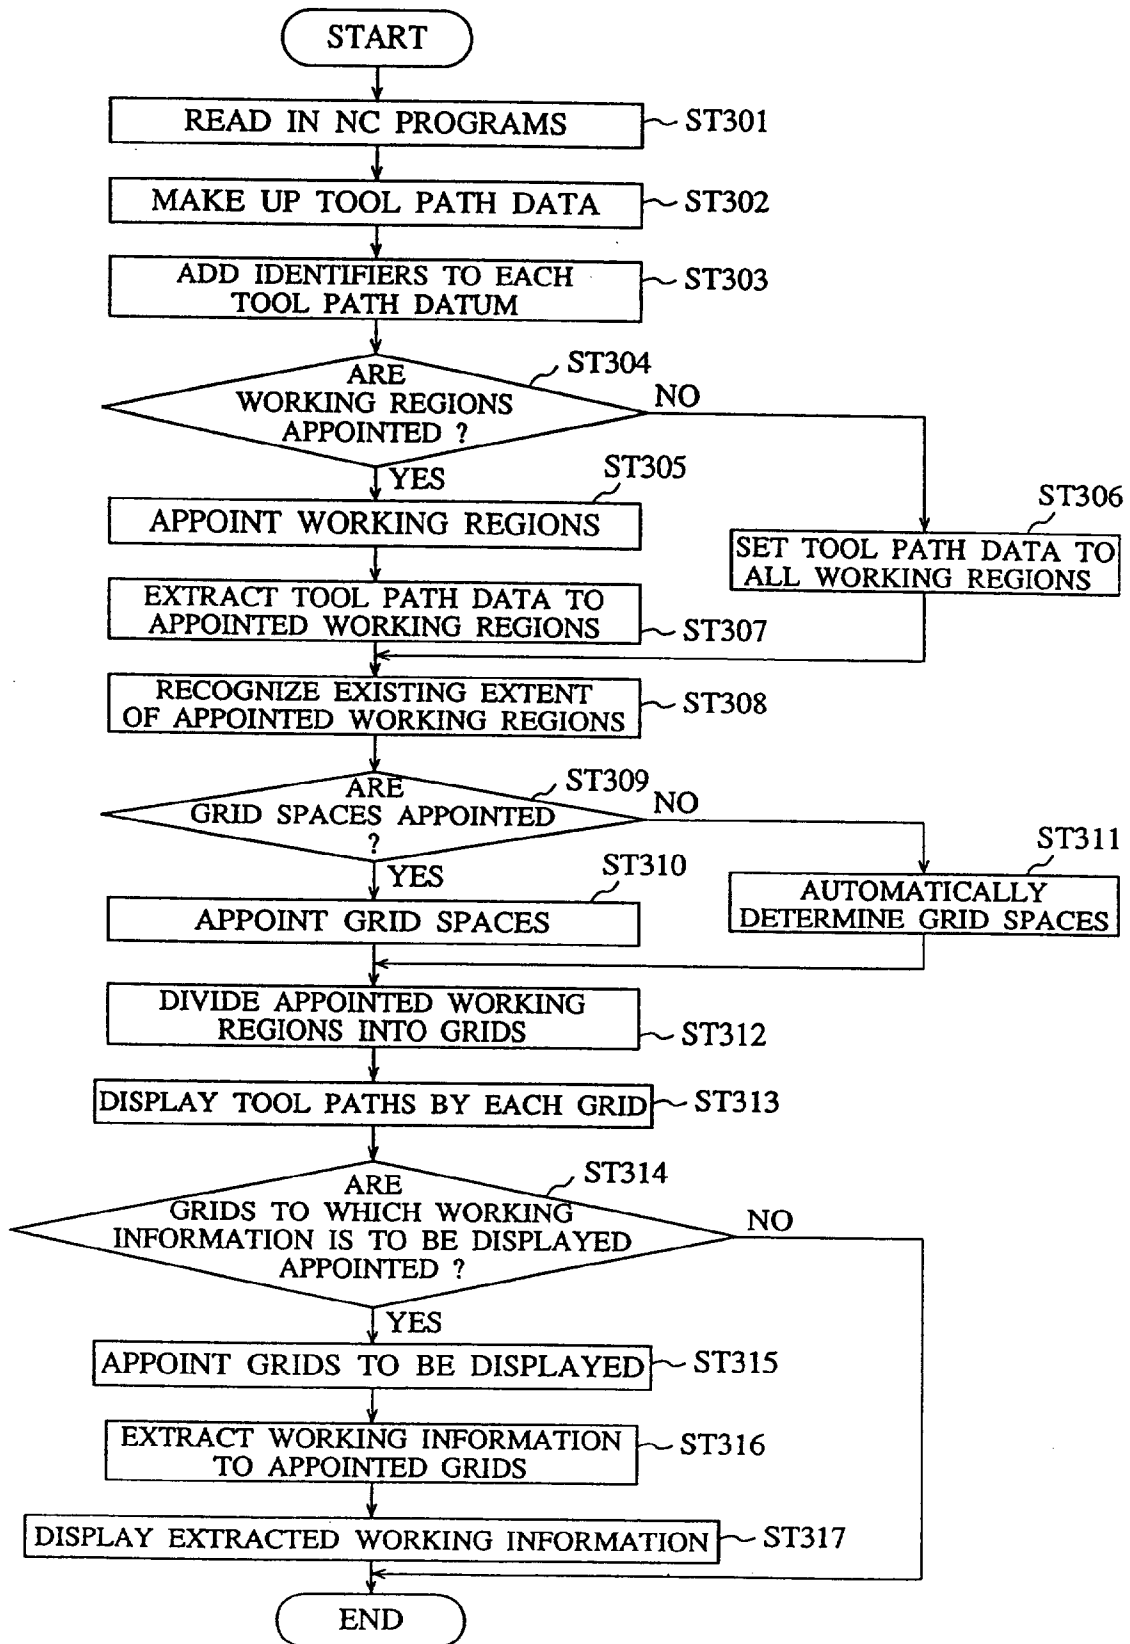 START
READ IN NC PROGRAMS
ST301
MAKE UP TOOL PATH DATA
ST302
ADD IDENTIFIERS TO EACH
TOOL PATH DATUM
ST303
ST304
ARE
WORKING REGIONS
APPOINTED ?
NO
YES
ST305
APPOINT WORKING REGIONS
ST306
SET TOOL PATH DATA TO
ALL WORKING REGIONS
EXTRACT TOOL PATH DATA TO
APPOINTED WORKING REGIONS
ST307
RECOGNIZE EXISTING EXTENT
OF APPOINTED WORKING REGIONS
ST308
ST309
ARE
GRID SPACES APPOINTED
?
NO
YES
ST310
APPOINT GRID SPACES
ST311
AUTOMATICALLY
DETERMINE GRID SPACES
DIVIDE APPOINTED WORKING
REGIONS INTO GRIDS
ST312
DISPLAY TOOL PATHS BY EACH GRID
ST313
ST314
ARE
GRIDS TO WHICH WORKING
INFORMATION IS TO BE DISPLAYED
APPOINTED ?
NO
YES
APPOINT GRIDS TO BE DISPLAYED
ST315
EXTRACT WORKING INFORMATION
TO APPOINTED GRIDS
ST316
DISPLAY EXTRACTED WORKING INFORMATION
ST317
END